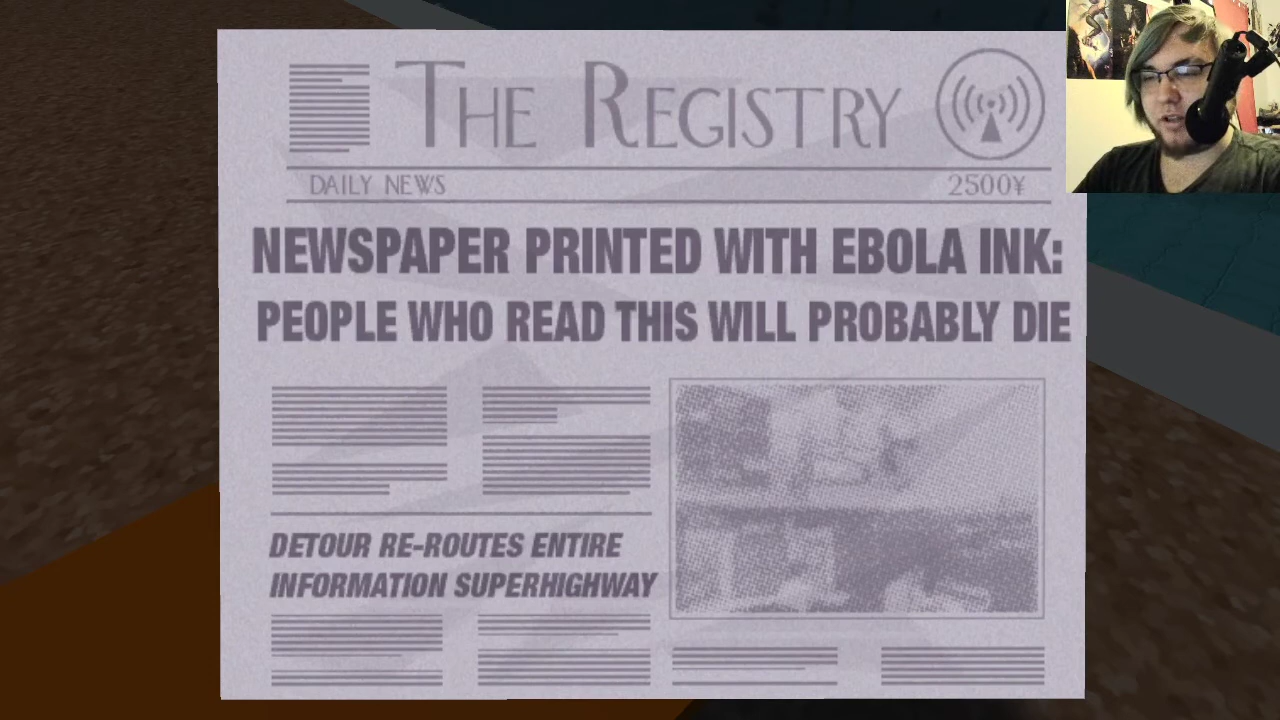 THE REGISTRY
DAILY NEWS
2500¥
NEWSPAPER PRINTED WITH EBOLA INK:
PEOPLE WHO READ THIS WILL PROBABLY DIE
DETOUR RE-ROUTES ENTIRE
INFORMATION SUPERHIGHWAY